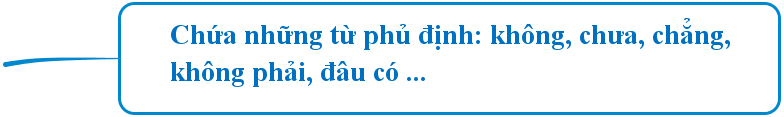 Chứa những từ phủ định: không, chưa, chẳng,
không phải, đâu có ...